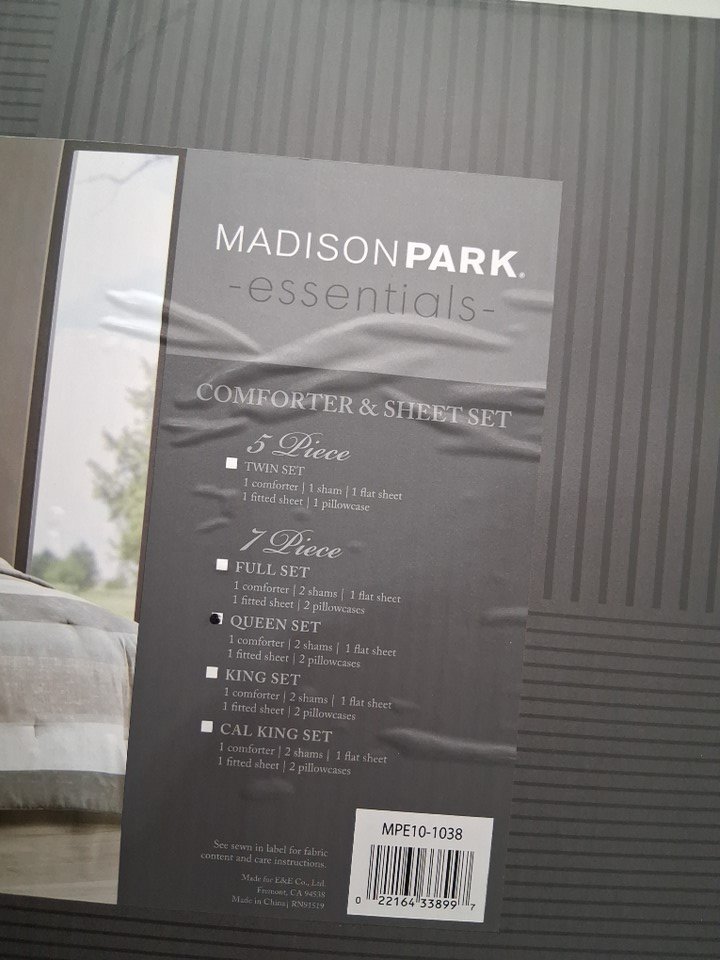 MADISONPARK®
-essentials-
COMFORTER & SHEET SET
5 Piece
TWIN SET
1 comforter | 1 sham | 1 flat sheet
1 fitted sheet | 1 pillowcase
7 Piece
FULL SET
1 comforter | 2 shams | 1 flat sheet
1 fitted sheet | 2 pillowcases
QUEEN SET
1 comforter | 2 shams | 1 flat sheet
1 fitted sheet | 2 pillowcases
KING SET
1 comforter | 2 shams | 1 flat sheet
1 fitted sheet | 2 pillowcases
CAL KING SET
1 comforter | 2 shams | 1 flat sheet
1 fitted sheet | 2 pillowcases
See sewn in label for fabric
content and care instructions.
Made for E&E Co., Ltd.
Fremont, CA 94538
Made in China| RN91519
MPE10-1038
0 22164 33899 7